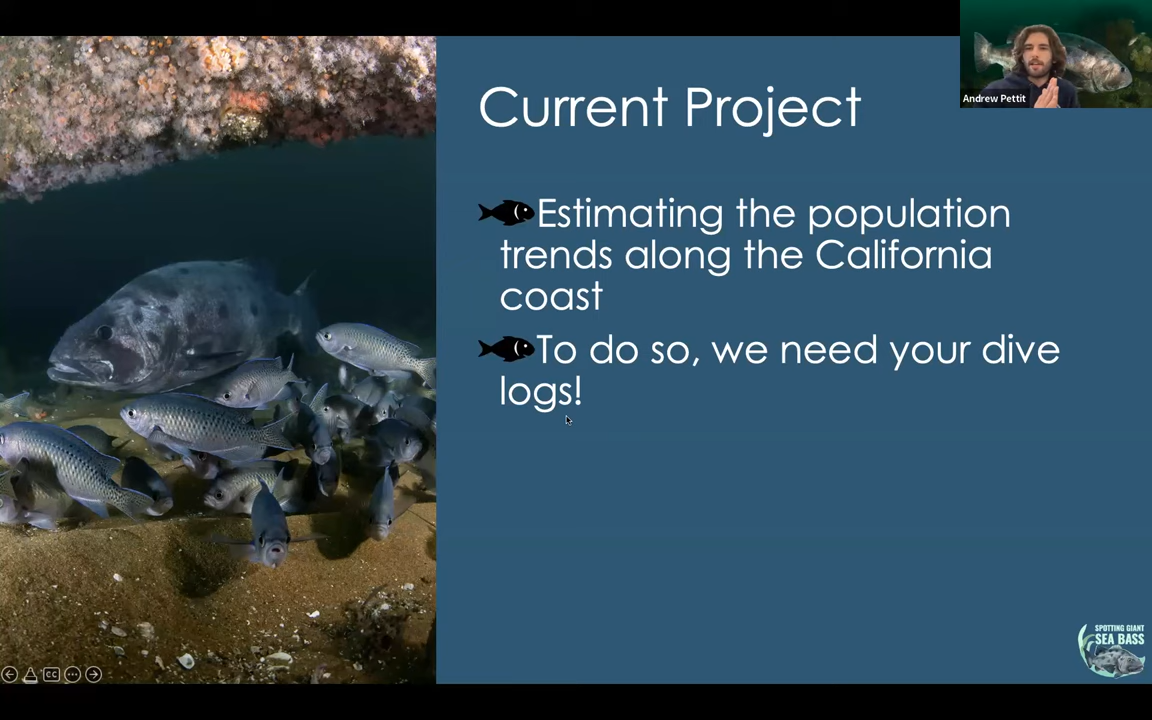 Current Project
Andrew Pettit
Estimating the population
trends along the California
coast
To do so, we need your dive
logs!
SPOTTING GIANT
SEA BASS
CC